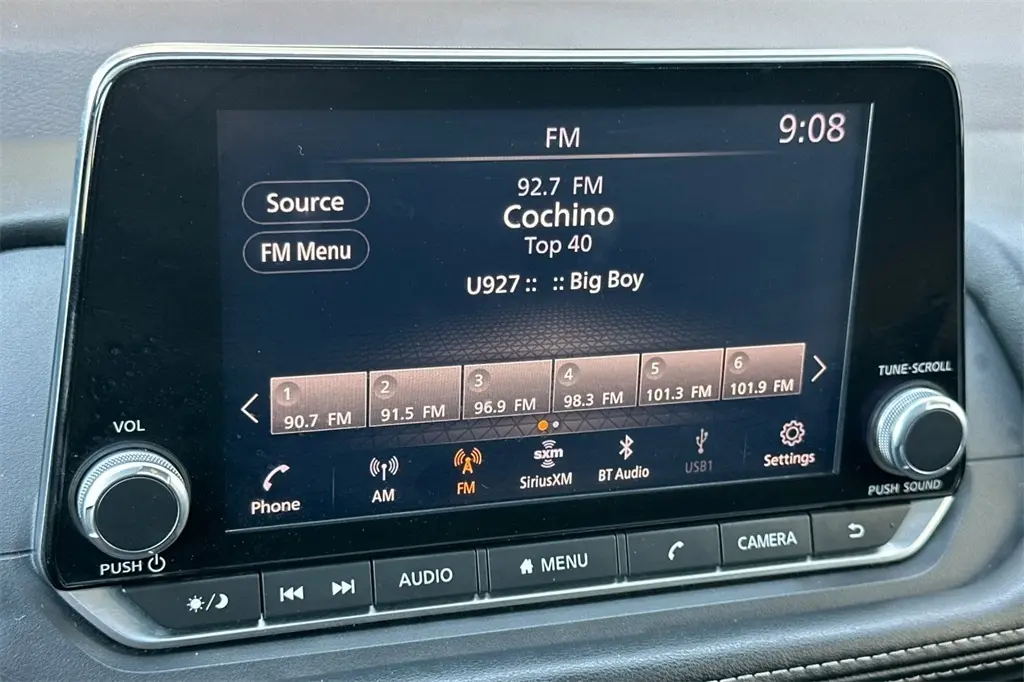 FM
9:08
92.7 FM
Source
Cochino
Top 40
FM Menu
U927 :: :: Big Boy
1
90.7 FM
2
91.5 FM
3
96.9 FM
4
98.3 FM
5
101.3 FM
6
101.9 FM
TUNE-SCROLL
VOL
Phone
AM
FM
sxm
SiriusXM
BT Audio
USB1
Settings
PUSH SOUND
PUSH
AUDIO
MENU
CAMERA